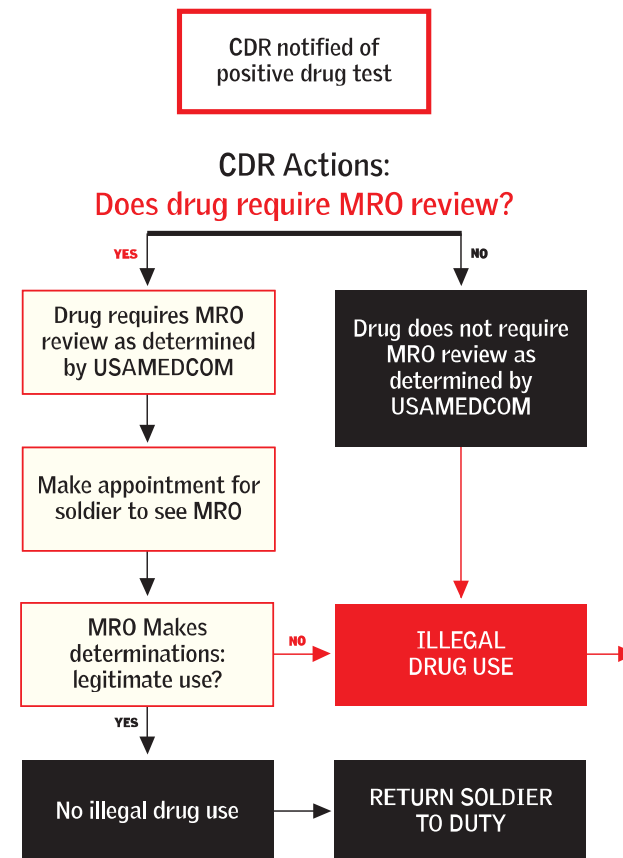 CDR notified of
positive drug test
CDR Actions:
Does drug require MRO review?
YES
NO
Drug requires MRO
review as determined
by USAMEDCOM
Drug does not require
MRO review as
determined by
USAMEDCOM
Make appointment for
soldier to see MRO
MRO Makes
determinations:
legitimate use?
NO
ILLEGAL
DRUG USE
YES
No illegal drug use
RETURN SOLDIER
TO DUTY